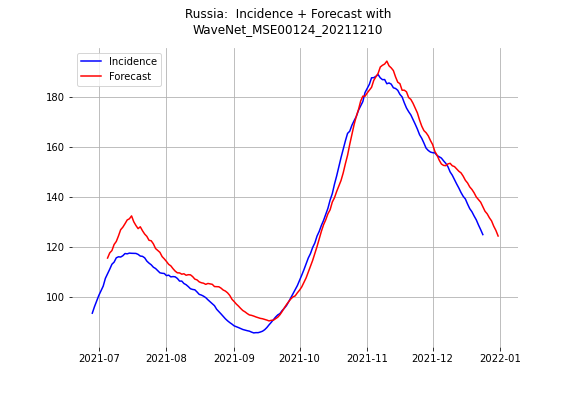 Russia:  Incidence + Forecast with
WaveNet_MSE00124_20211210
Incidence
Forecast
180
160
140
120
100
2021-07 2021-08 2021-09 2021-10 2021-11 2021-12 2022-01